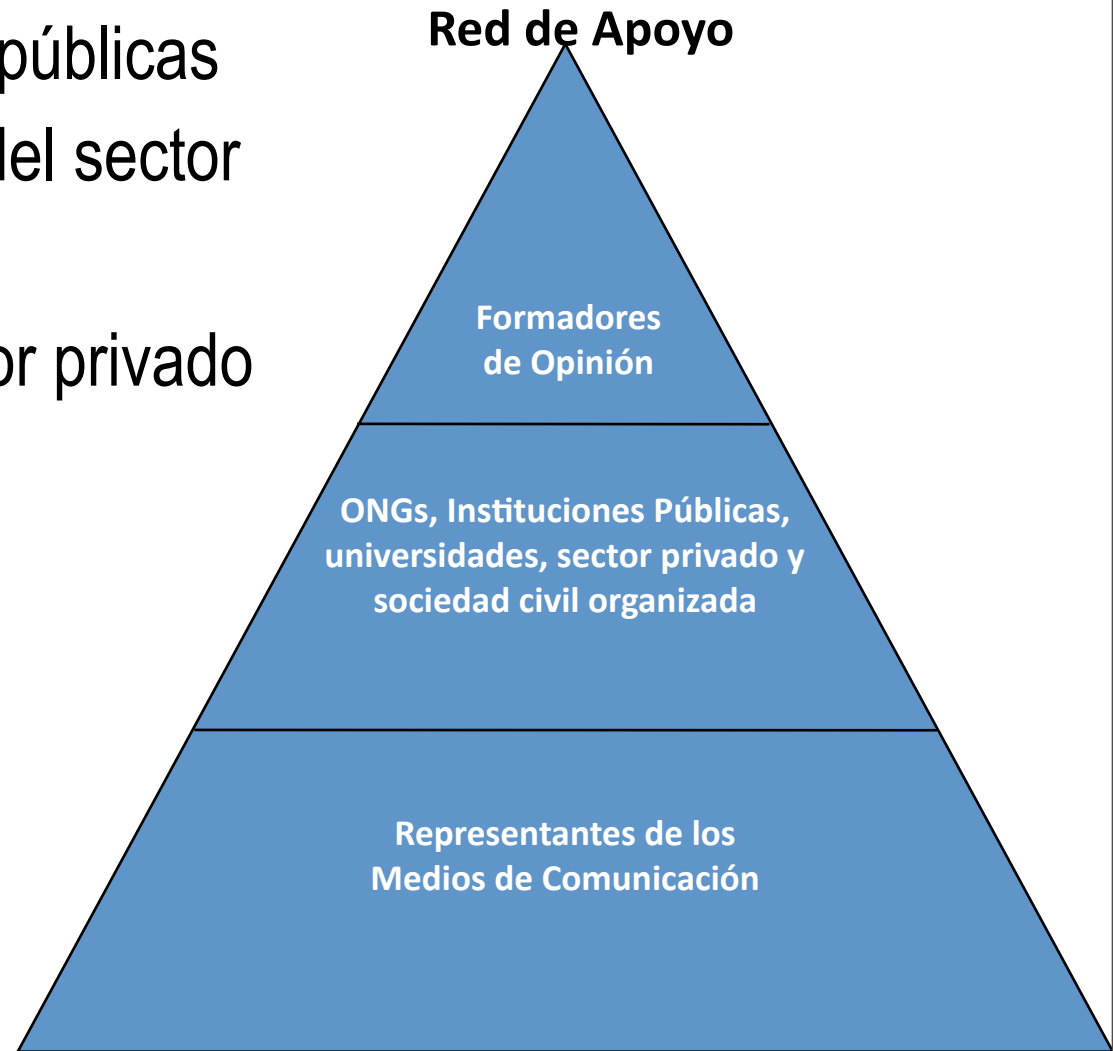 públicas
del sector
or privado
Red de Apoyo
Formadores
de Opinión
ONGs, Instituciones Públicas,
universidades, sector privado y
sociedad civil organizada
Representantes de los
Medios de Comunicación